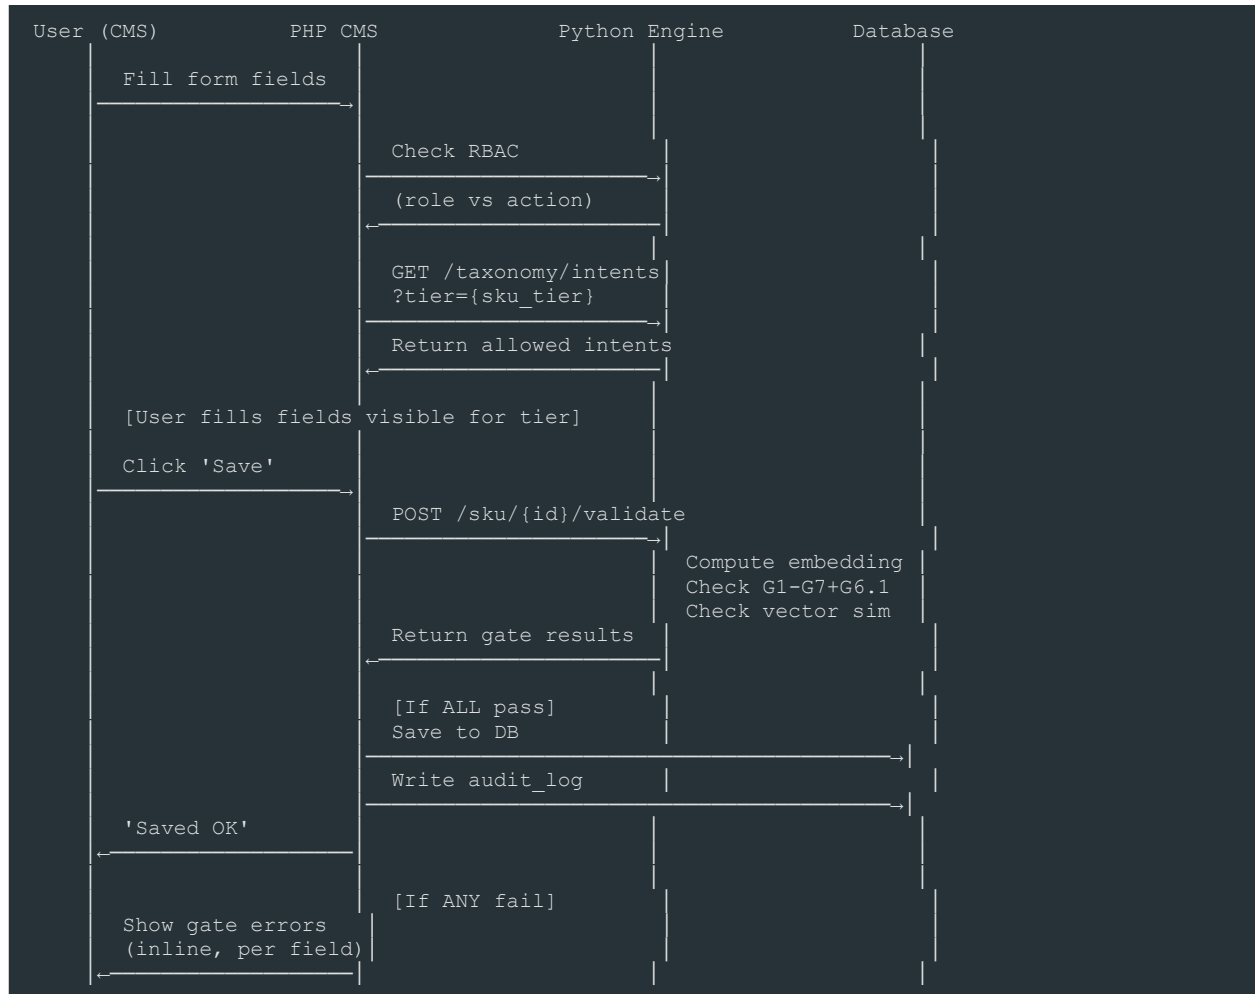 User (CMS) PHP CMS Python Engine Database
Fill form fields
Check RBAC
(role vs action)
GET /taxonomy/intents
?tier={sku_tier}
Return allowed intents
[User fills fields visible for tier]
Click 'Save'
POST /sku/{id}/validate
Compute embedding
Check G1-G7+G6.1
Check vector sim
Return gate results
[If ALL pass]
Save to DB
Write audit_log
'Saved OK'
[If ANY fail]
Show gate errors
(inline, per field)